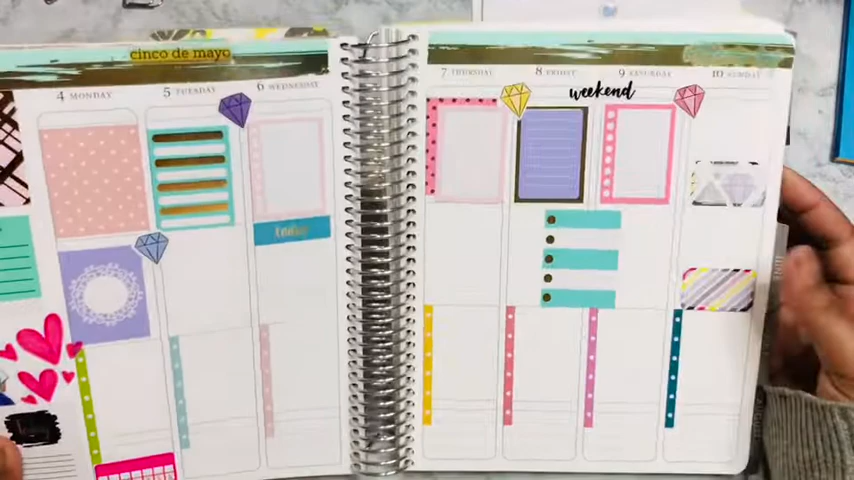 cinco de mayo
4 MONDAY
5 TUESDAY
6 WEDNESDAY
7 THURSDAY
8 FRIDAY
9 SATURDAY
10 SUNDAY
weekend